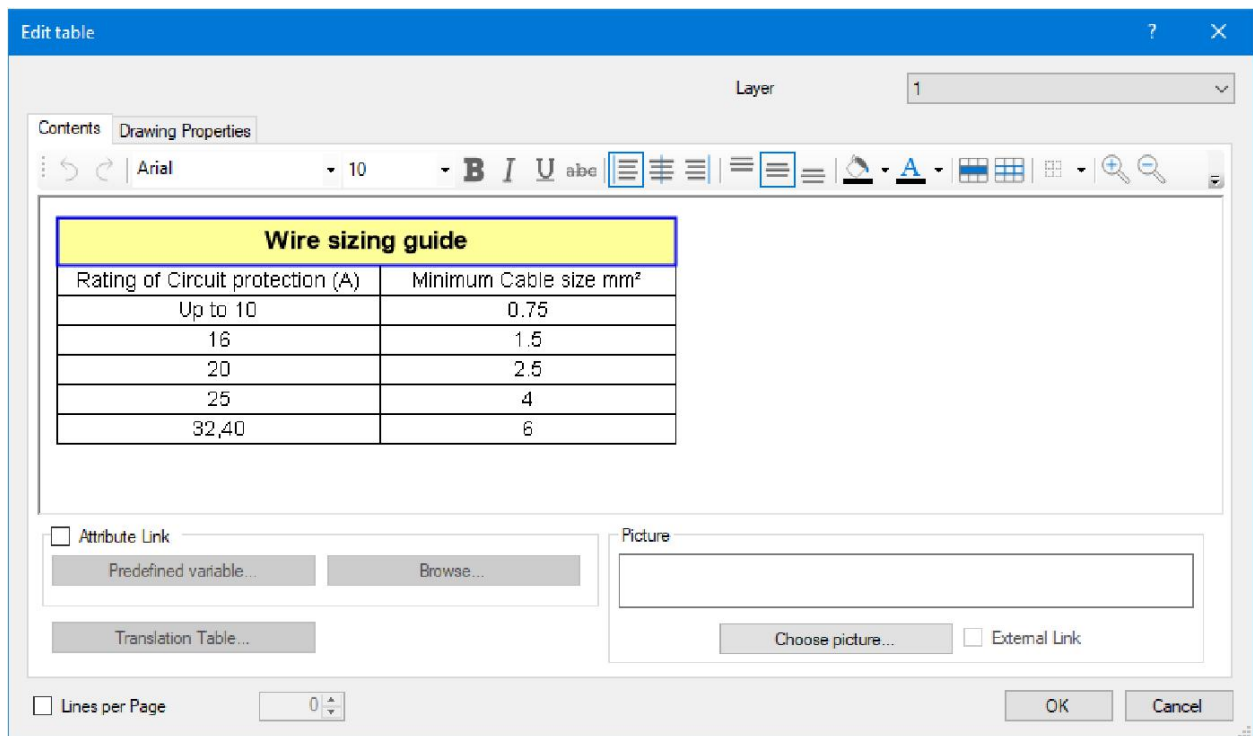 Edit table ? ×
Layer 1
Contents Drawing Properties
Arial 10 B I U abc A
Wire sizing guide
Rating of Circuit protection (A) Minimum Cable size mm²
Up to 10 0.75
16 1.5
20 2.5
25 4
32,40 6
Attribute Link Picture
Predefined variable... Browse...
Translation Table... Choose picture... External Link
Lines per Page 0 OK Cancel